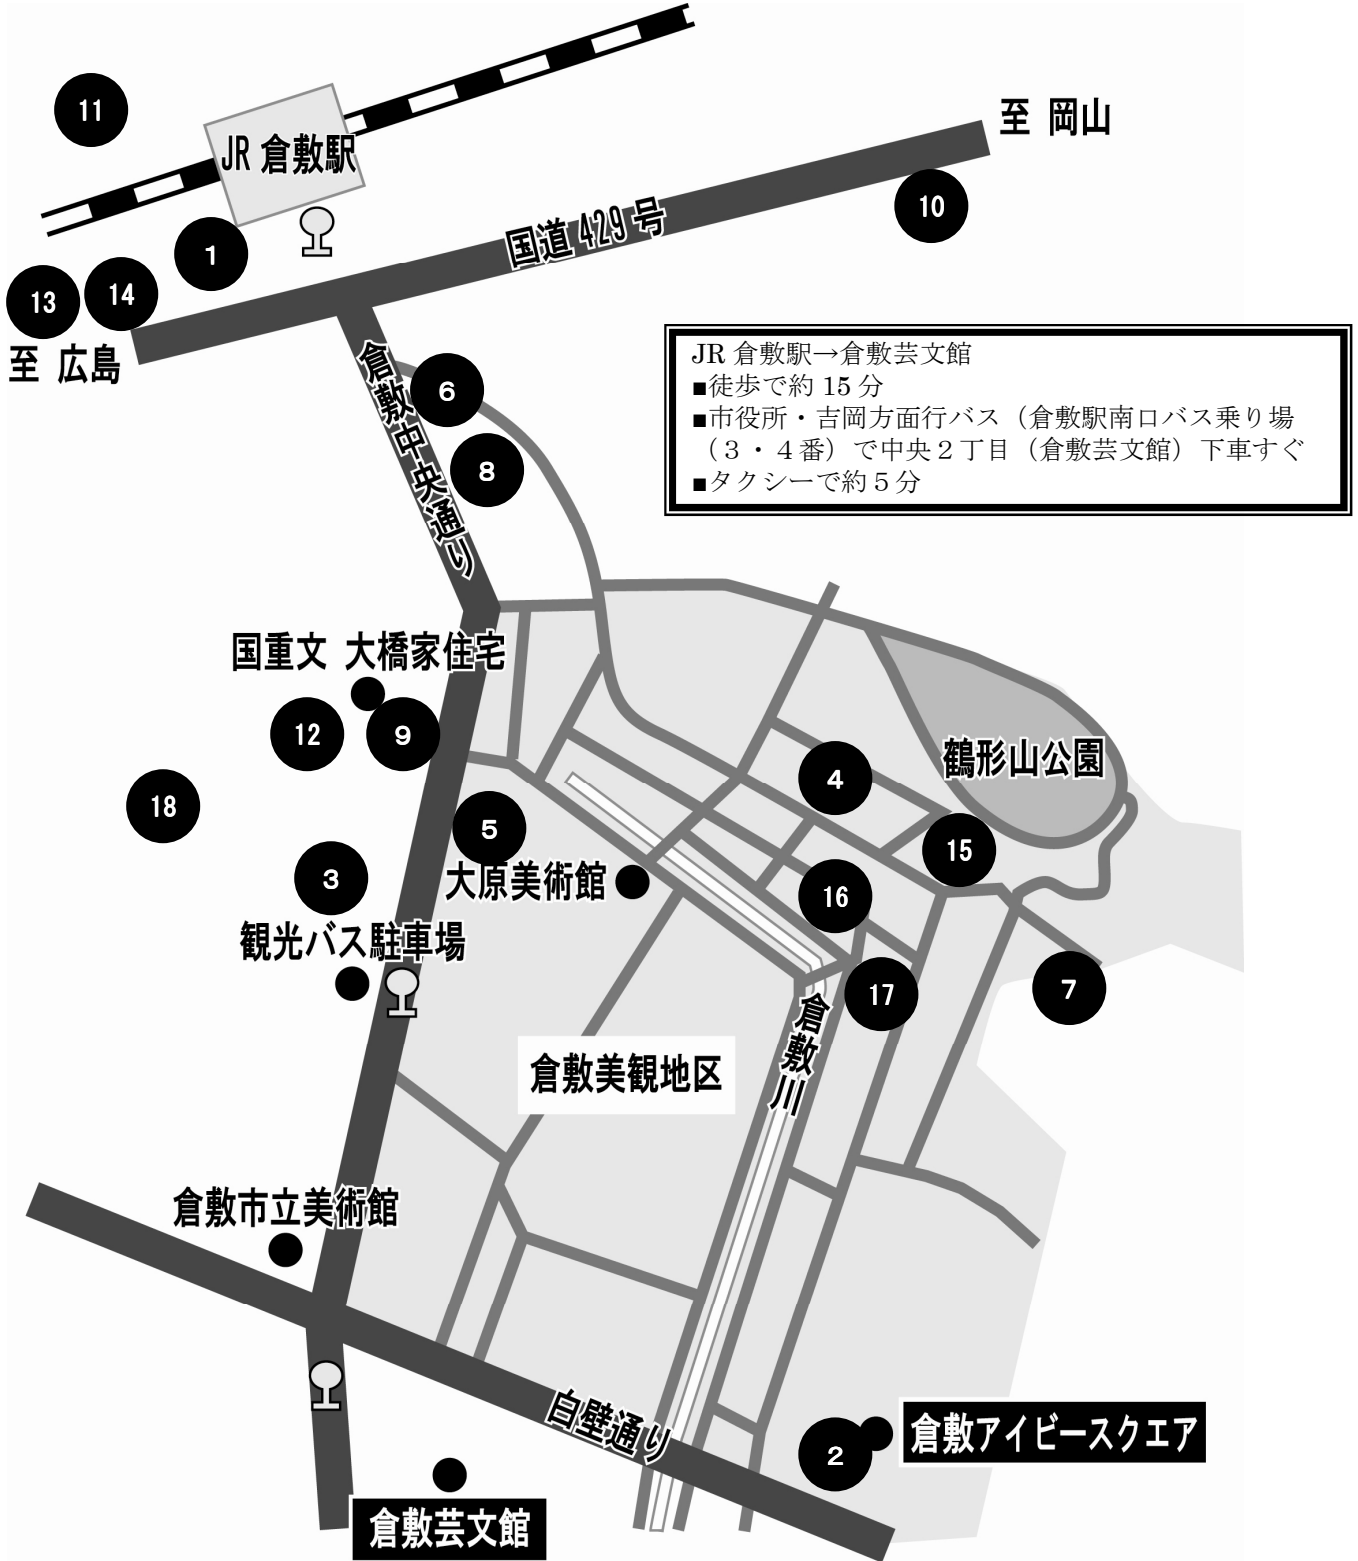 至 岡山
11
JR 倉敷駅
10
国道 429 号
1
13
14
至 広島
JR 倉敷駅→倉敷芸文館
■徒歩で約 15 分
■市役所・吉岡方面行バス（倉敷駅南口バス乗り場
（３・４番）で中央２丁目（倉敷芸文館）下車すぐ
■タクシーで約５分
倉敷中央通り
6
8
国重文 大橋家住宅
12
9
鶴形山公園
4
18
5
15
3
大原美術館
16
観光バス駐車場
17
7
倉敷川
倉敷美観地区
倉敷市立美術館
白壁通り
2
倉敷アイビースクエア
倉敷芸文館